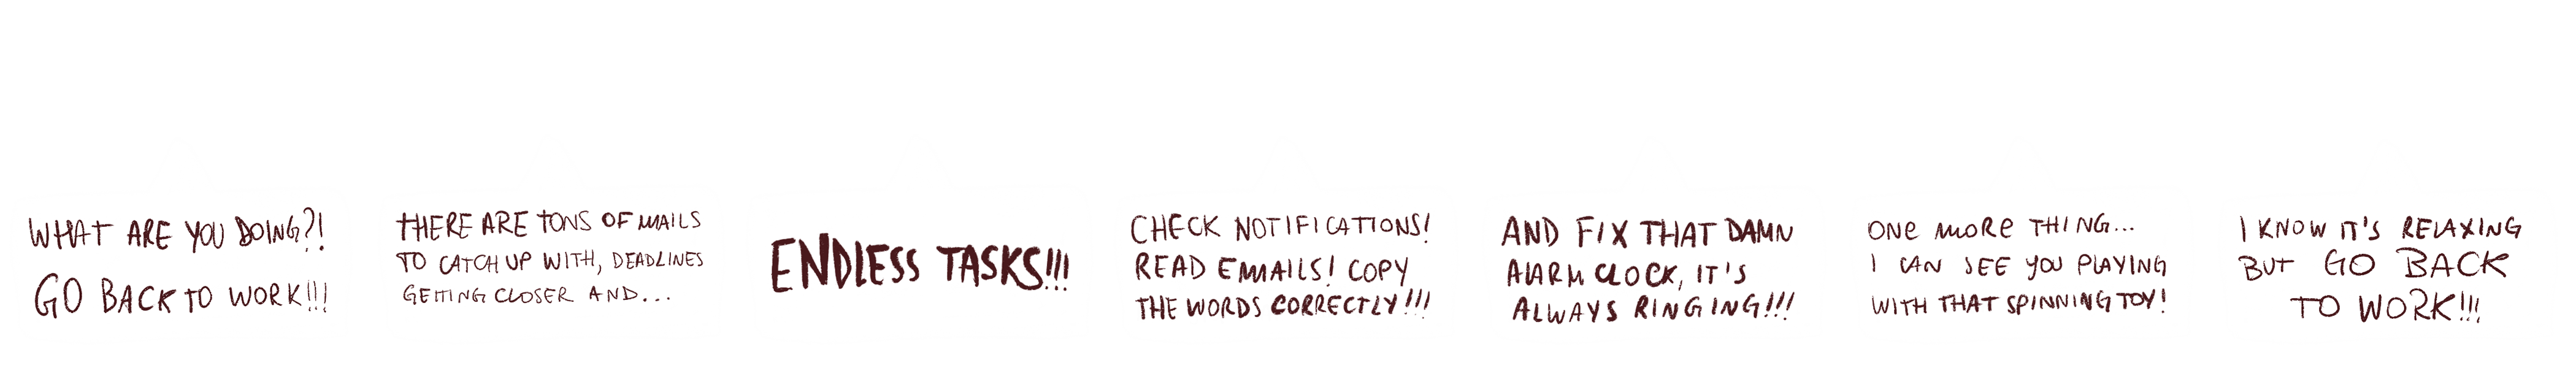 WHAT ARE YOU DOING?!
GO BACK TO WORK!!!
THERE ARE TONS OF MAILS
TO CATCH UP WITH, DEADLINES
GETTING CLOSER AND...
ENDLESS TASKS!!!
CHECK NOTIFICATIONS!
READ EMAILS! COPY
THE WORDS CORRECTLY!!!
AND FIX THAT DAMN
ALARM CLOCK, IT'S
ALWAYS RINGING!!!
ONE MORE THING...
I CAN SEE YOU PLAYING
WITH THAT SPINNING TOY!
I KNOW IT'S RELAXING
BUT GO BACK
TO WORK!!!